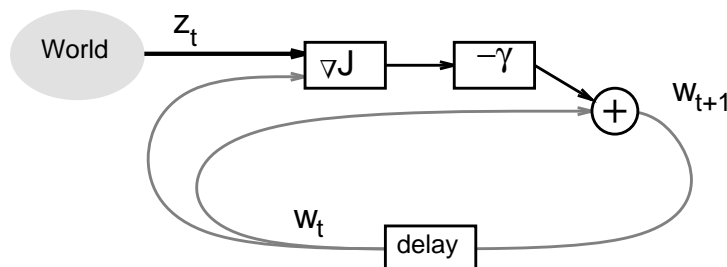 World
z_t
∇J
−γ
+
w_{t+1}
w_t
delay